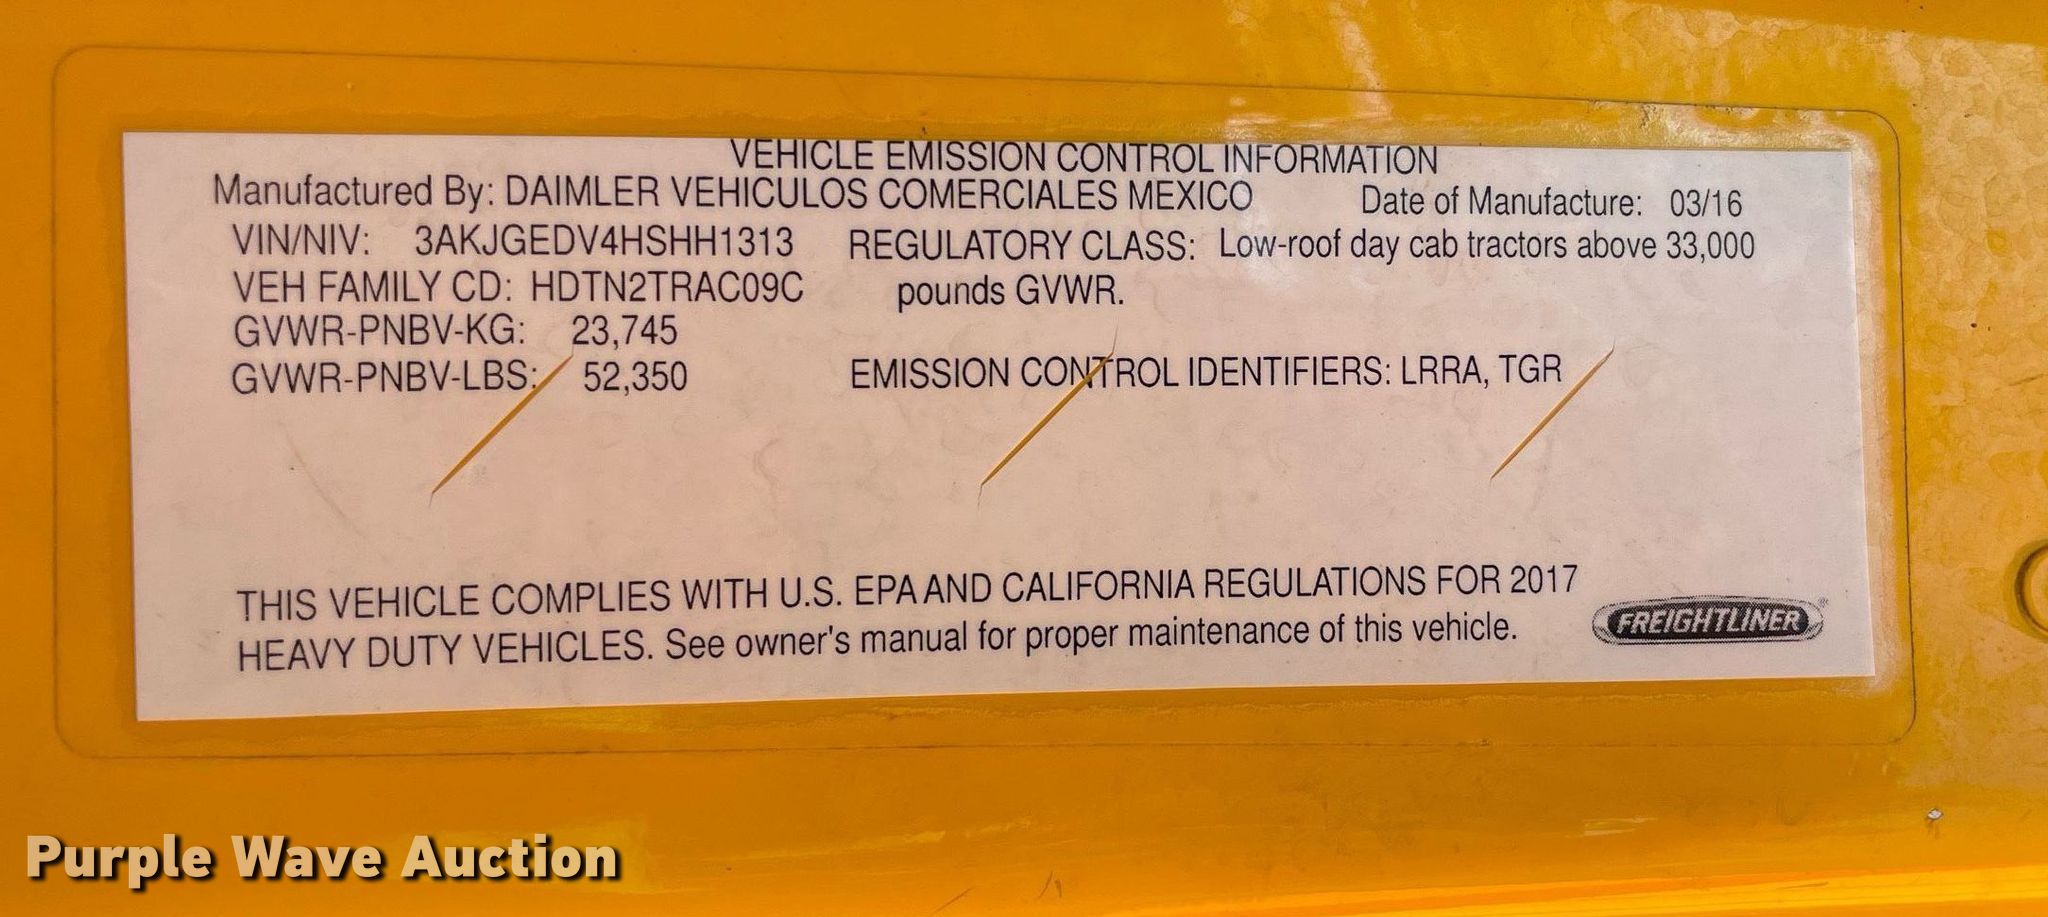 VEHICLE EMISSION CONTROL INFORMATION
Manufactured By: DAIMLER VEHICULOS COMERCIALES MEXICO Date of Manufacture: 03/16
VIN/NIV: 3AKJGEDV4HSHH1313 REGULATORY CLASS: Low-roof day cab tractors above 33,000
VEH FAMILY CD: HDTN2TRAC09C pounds GVWR.
GVWR-PNBV-KG: 23,745
GVWR-PNBV-LBS: 52,350 EMISSION CONTROL IDENTIFIERS: LRRA, TGR
THIS VEHICLE COMPLIES WITH U.S. EPA AND CALIFORNIA REGULATIONS FOR 2017
HEAVY DUTY VEHICLES. See owner's manual for proper maintenance of this vehicle.
FREIGHTLINER®
Purple Wave Auction